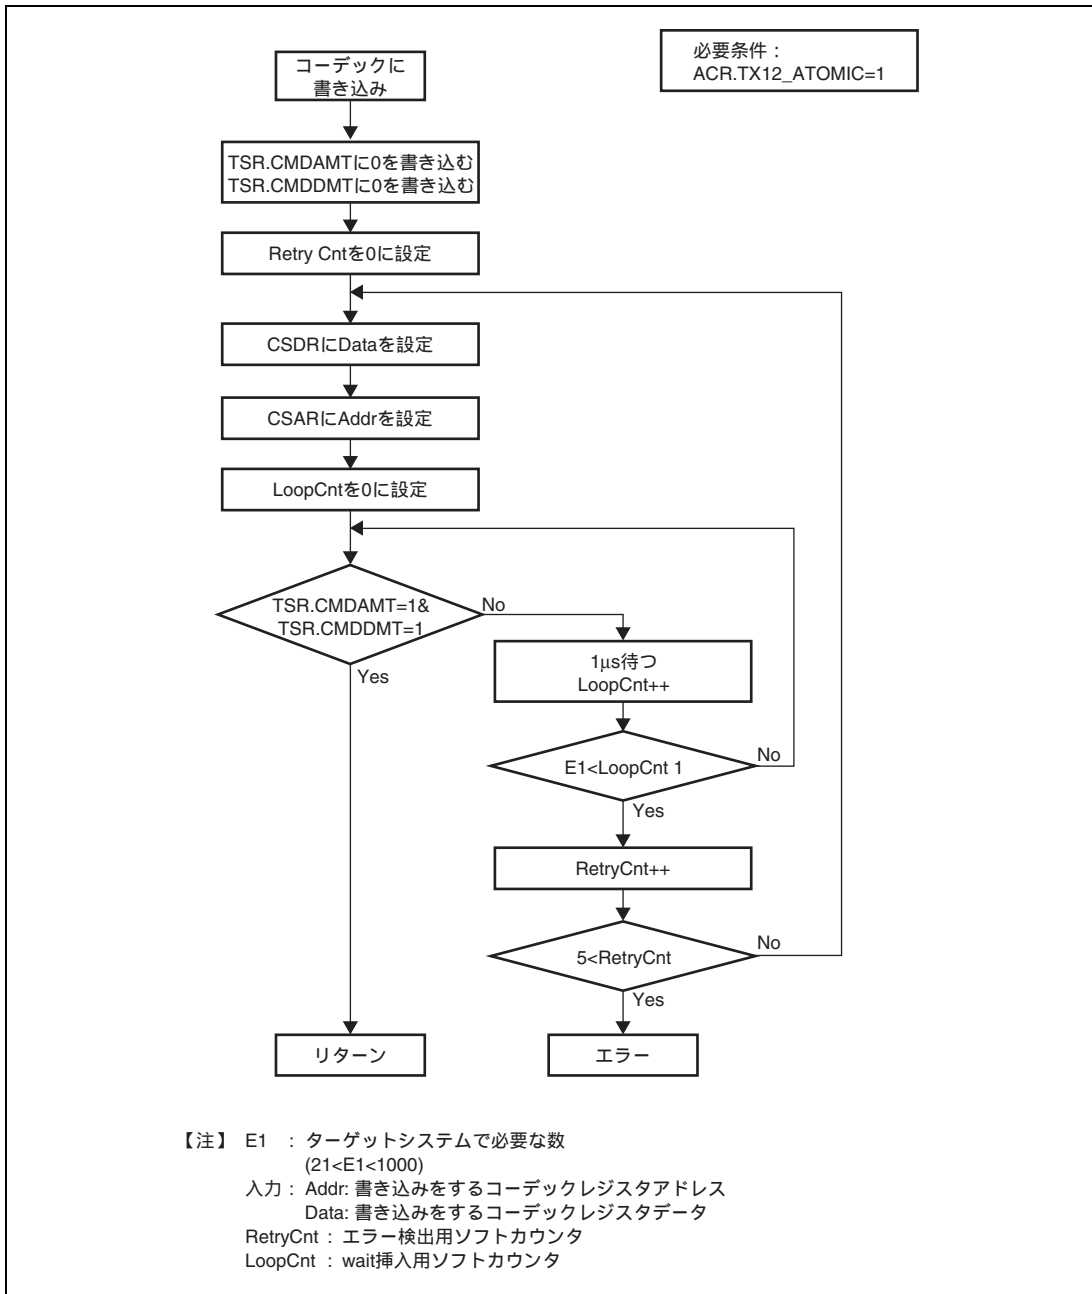 コーデックに
書き込み
必要条件：
ACR.TX12_ATOMIC=1
TSR.CMDAMTに0を書き込む
TSR.CMDDMTに0を書き込む
Retry Cntを0に設定
CSDRにDataを設定
CSARにAddrを設定
LoopCntを0に設定
TSR.CMDAMT=1&
TSR.CMDDMT=1
No
Yes
1μs待つ
LoopCnt++
E1<LoopCnt 1
No
Yes
RetryCnt++
5<RetryCnt
No
Yes
リターン
エラー
【注】 E1 ： ターゲットシステムで必要な数
(21<E1<1000)
入力： Addr: 書き込みをするコーデックレジスタアドレス
Data: 書き込みをするコーデックレジスタデータ
RetryCnt： エラー検出用ソフトカウンタ
LoopCnt ： wait挿入用ソフトカウンタ